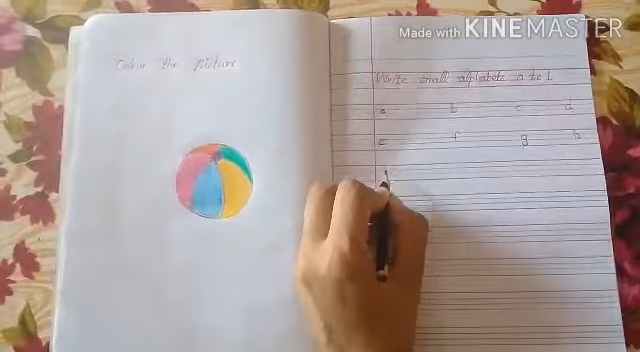 Made with KINEMASTER
Colour the Picture
Write small alphabets a to l
a b c d
e f g h
i